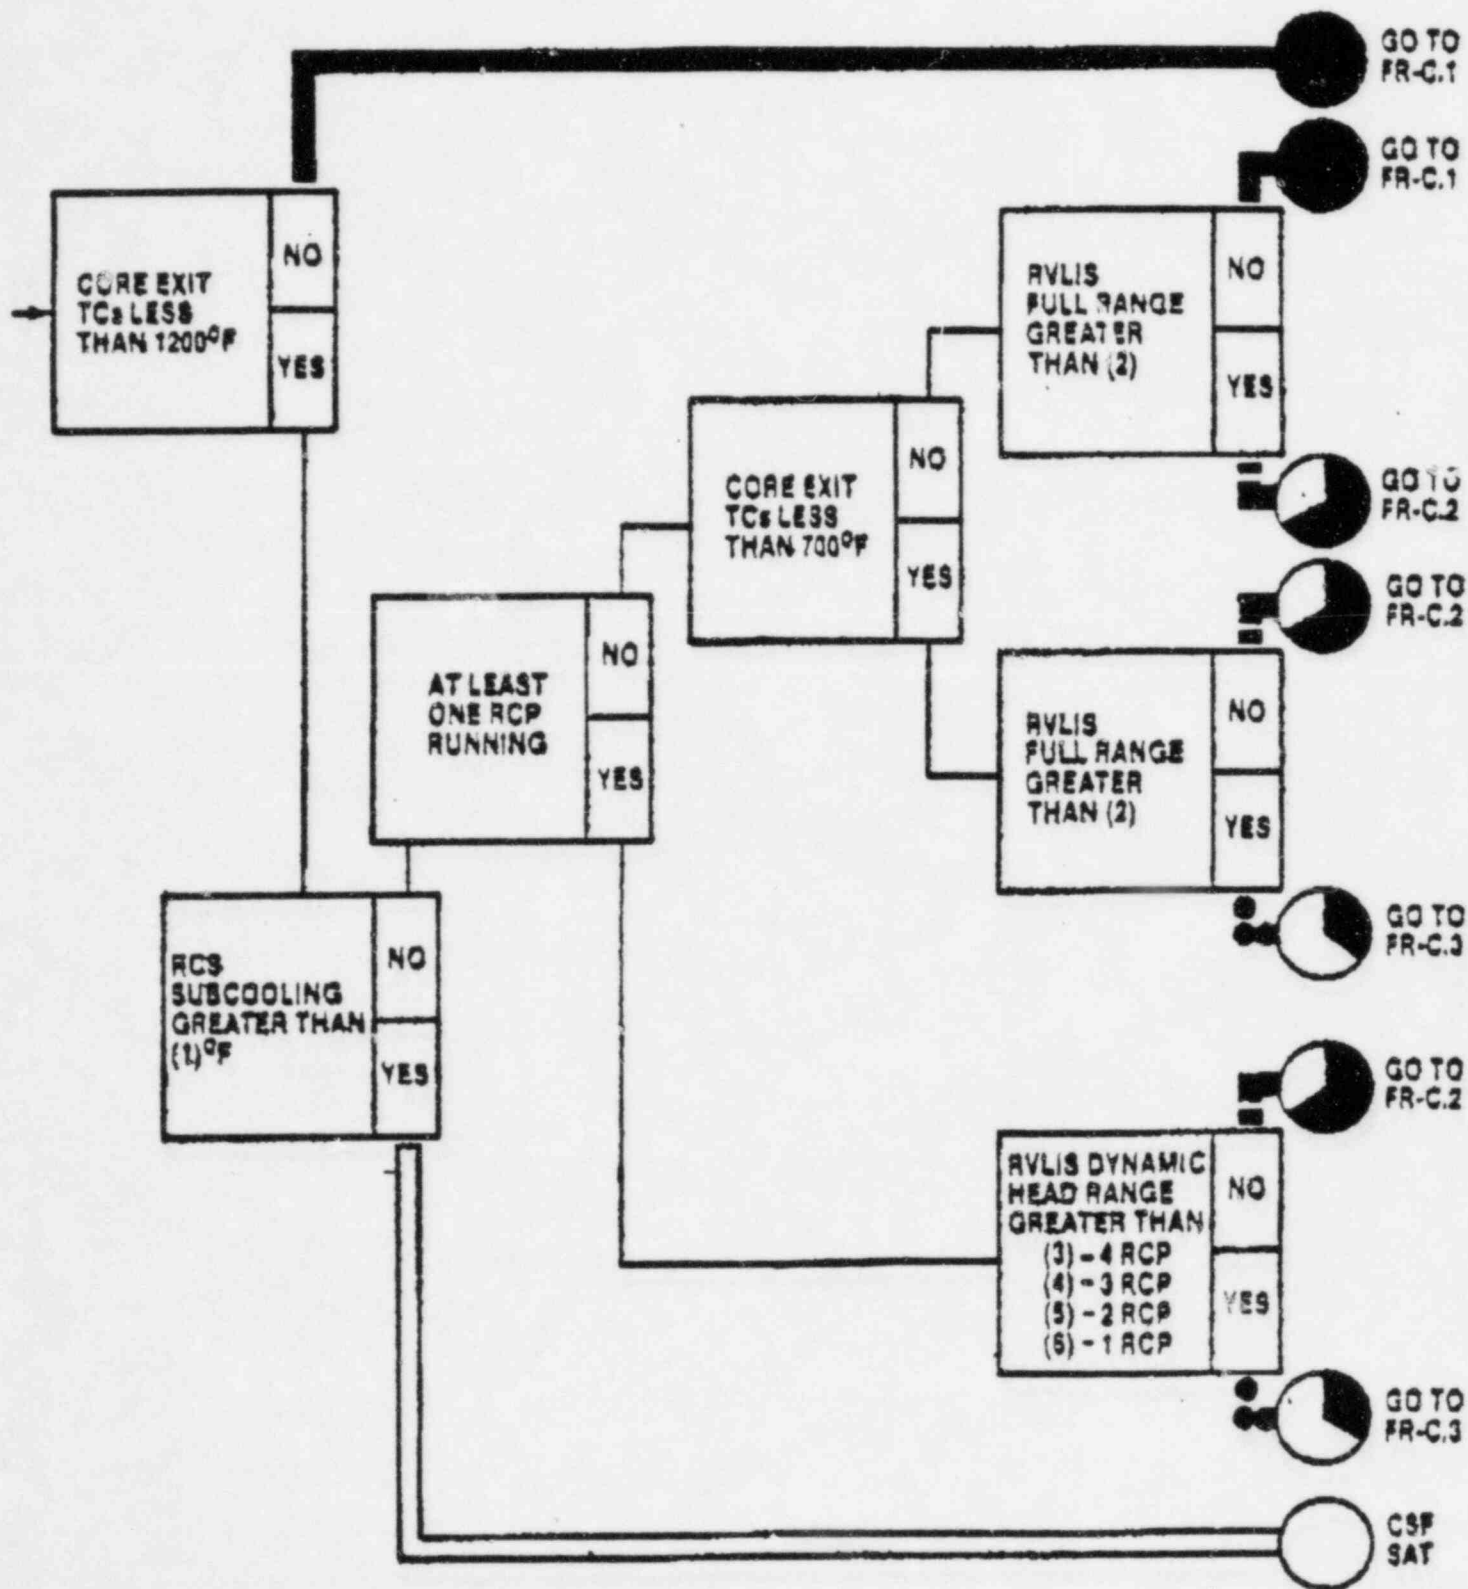 GO TO
FR-C.1
GO TO
FR-C.1
CORE EXIT
TCs LESS
THAN 1200°F
NO
YES
RVLIS
FULL RANGE
GREATER
THAN (2)
NO
YES
CORE EXIT
TCs LESS
THAN 700°F
NO
YES
GO TO
FR-C.2
GO TO
FR-C.2
AT LEAST
ONE RCP
RUNNING
NO
YES
RVLIS
FULL RANGE
GREATER
THAN (2)
NO
YES
GO TO
FR-C.3
RCS
SUBCOOLING
GREATER THAN
(1)°F
NO
YES
GO TO
FR-C.2
RVLIS DYNAMIC
HEAD RANGE
GREATER THAN
(3) - 4 RCP
(4) - 3 RCP
(5) - 2 RCP
(6) - 1 RCP
NO
YES
GO TO
FR-C.3
CSF
SAT